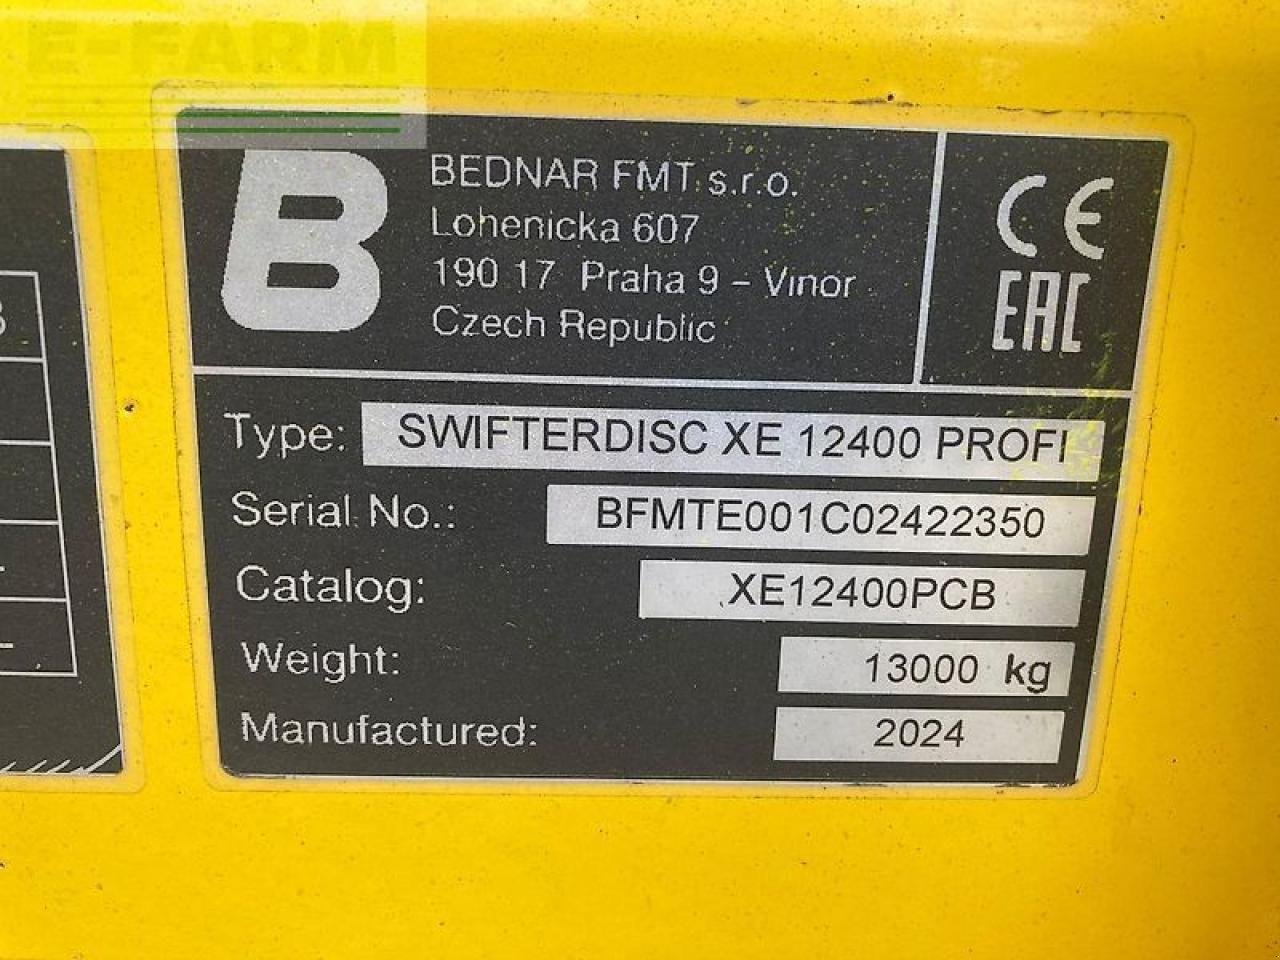 E-FARM
B
BEDNAR FMT s.r.o.
Lohenicka 607
190 17 Praha 9 – Vinor
Czech Republic
CE
EAC
Type: SWIFTERDISC XE 12400 PROFI
Serial No.: BFMTE001C02422350
Catalog: XE12400PCB
Weight: 13000 kg
Manufactured: 2024